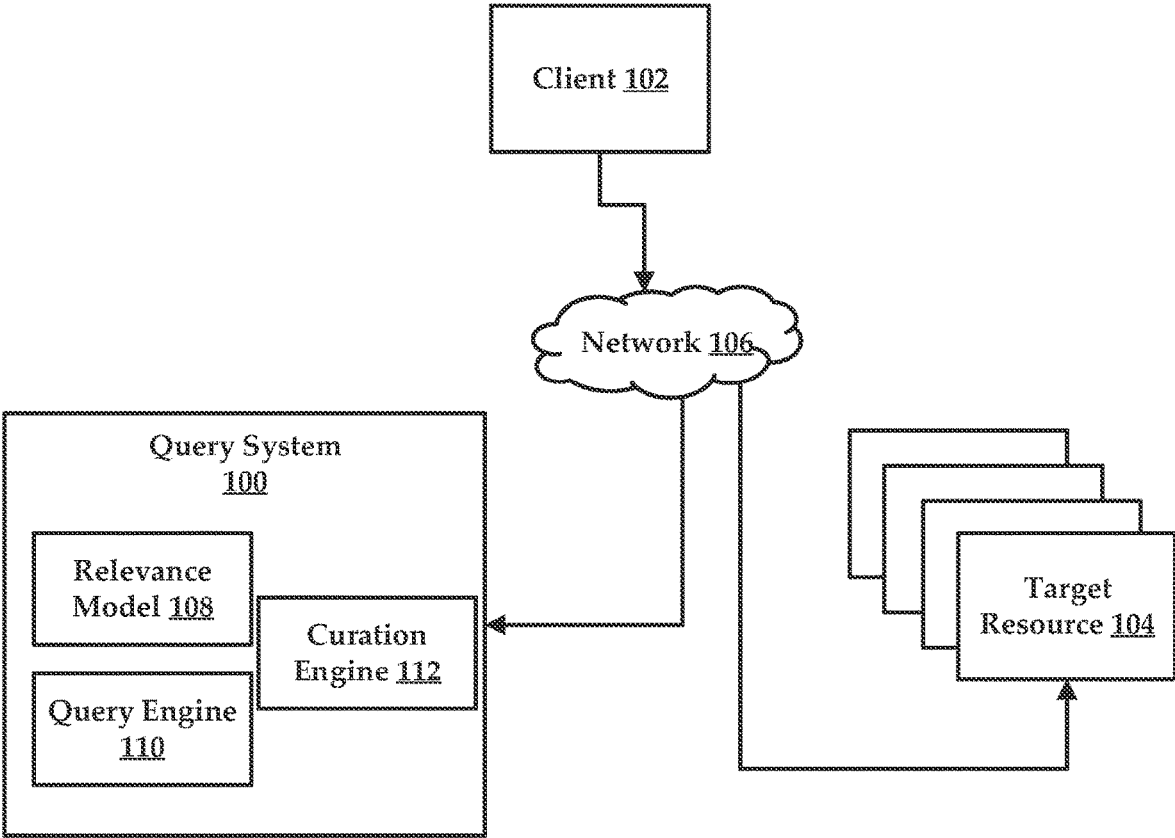 Client 102
Network 106
Query System
100
Relevance
Model 108
Curation
Engine 112
Query Engine
110
Target
Resource 104